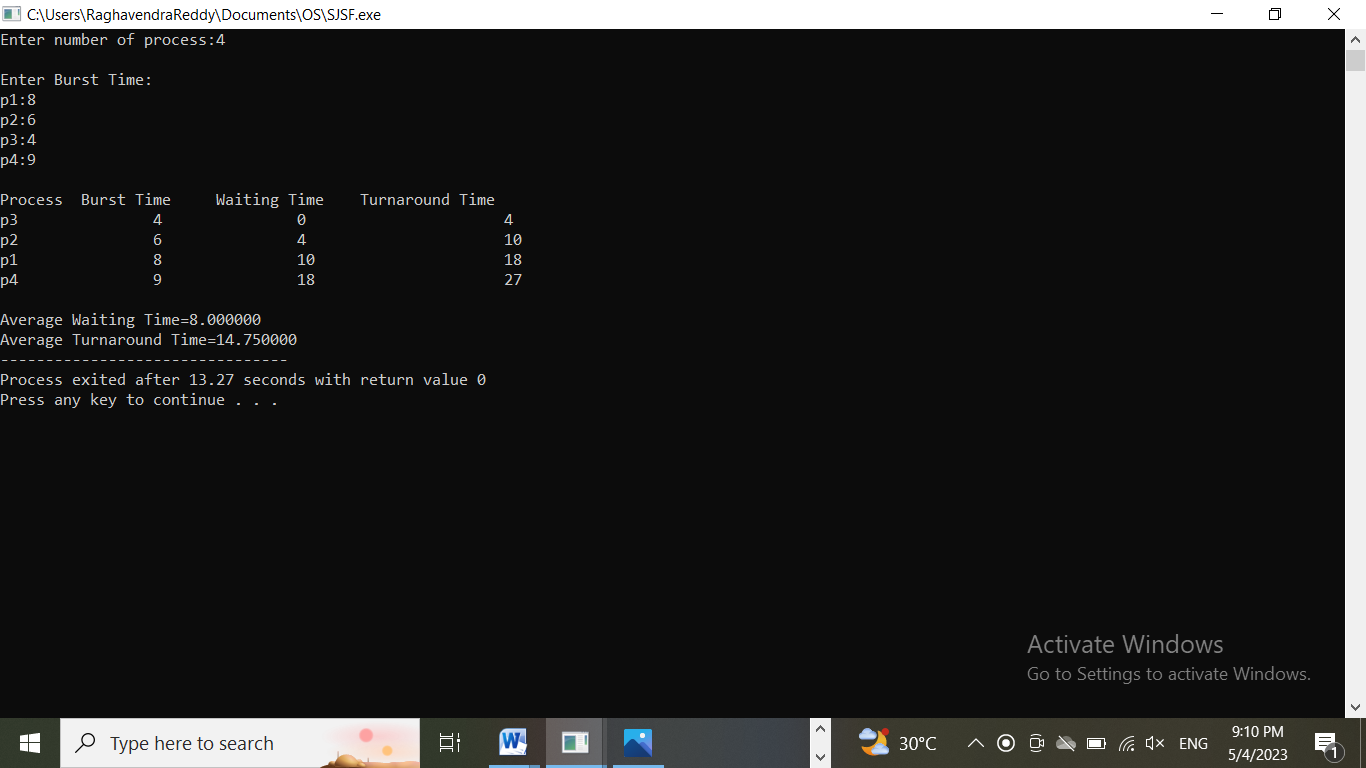 C:\Users\RaghavendraReddy\Documents\OS\SJSF.exe
Enter number of process:4
Enter Burst Time:
p1:8
p2:6
p3:4
p4:9
Process  Burst Time     Waiting Time    Turnaround Time
p3               4               0                      4
p2               6               4                      10
p1               8               10                     18
p4               9               18                     27
Average Waiting Time=8.000000
Average Turnaround Time=14.750000
--------------------------------
Process exited after 13.27 seconds with return value 0
Press any key to continue . . .
Activate Windows
Go to Settings to activate Windows.
Type here to search
W
30°C
ENG
9:10 PM
5/4/2023
1